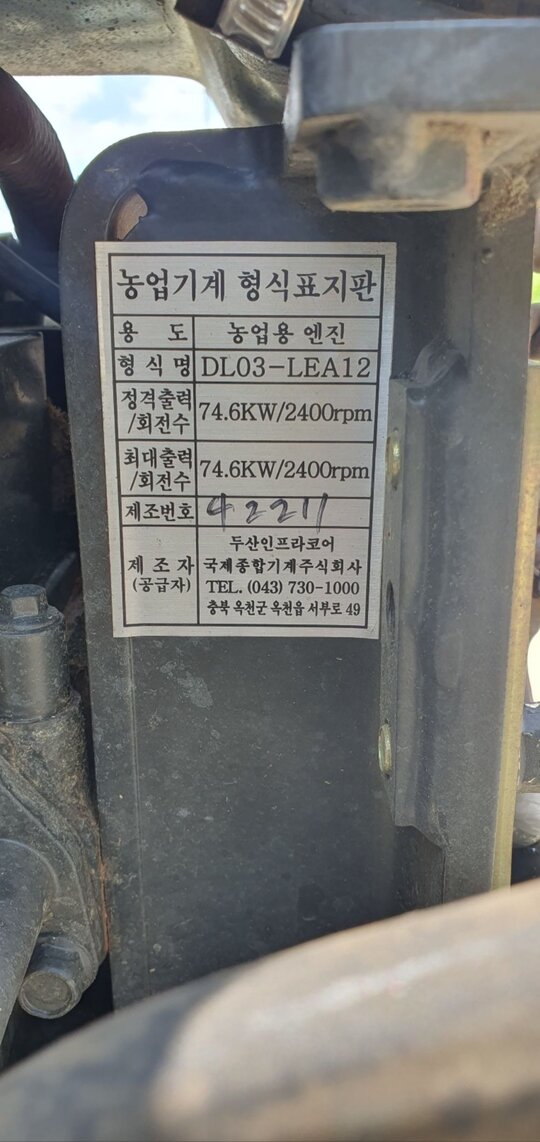 농업기계 형식표지판
용 도 농업용 엔진
형 식 명 DL03-LEA12
정격출력
/회전수 74.6KW/2400rpm
최대출력
/회전수 74.6KW/2400rpm
제조번호 42211
두산인프라코어
제 조 자 국제종합기계주식회사
(공급자) TEL. (043) 730-1000
충북 옥천군 옥천읍 서부로 49